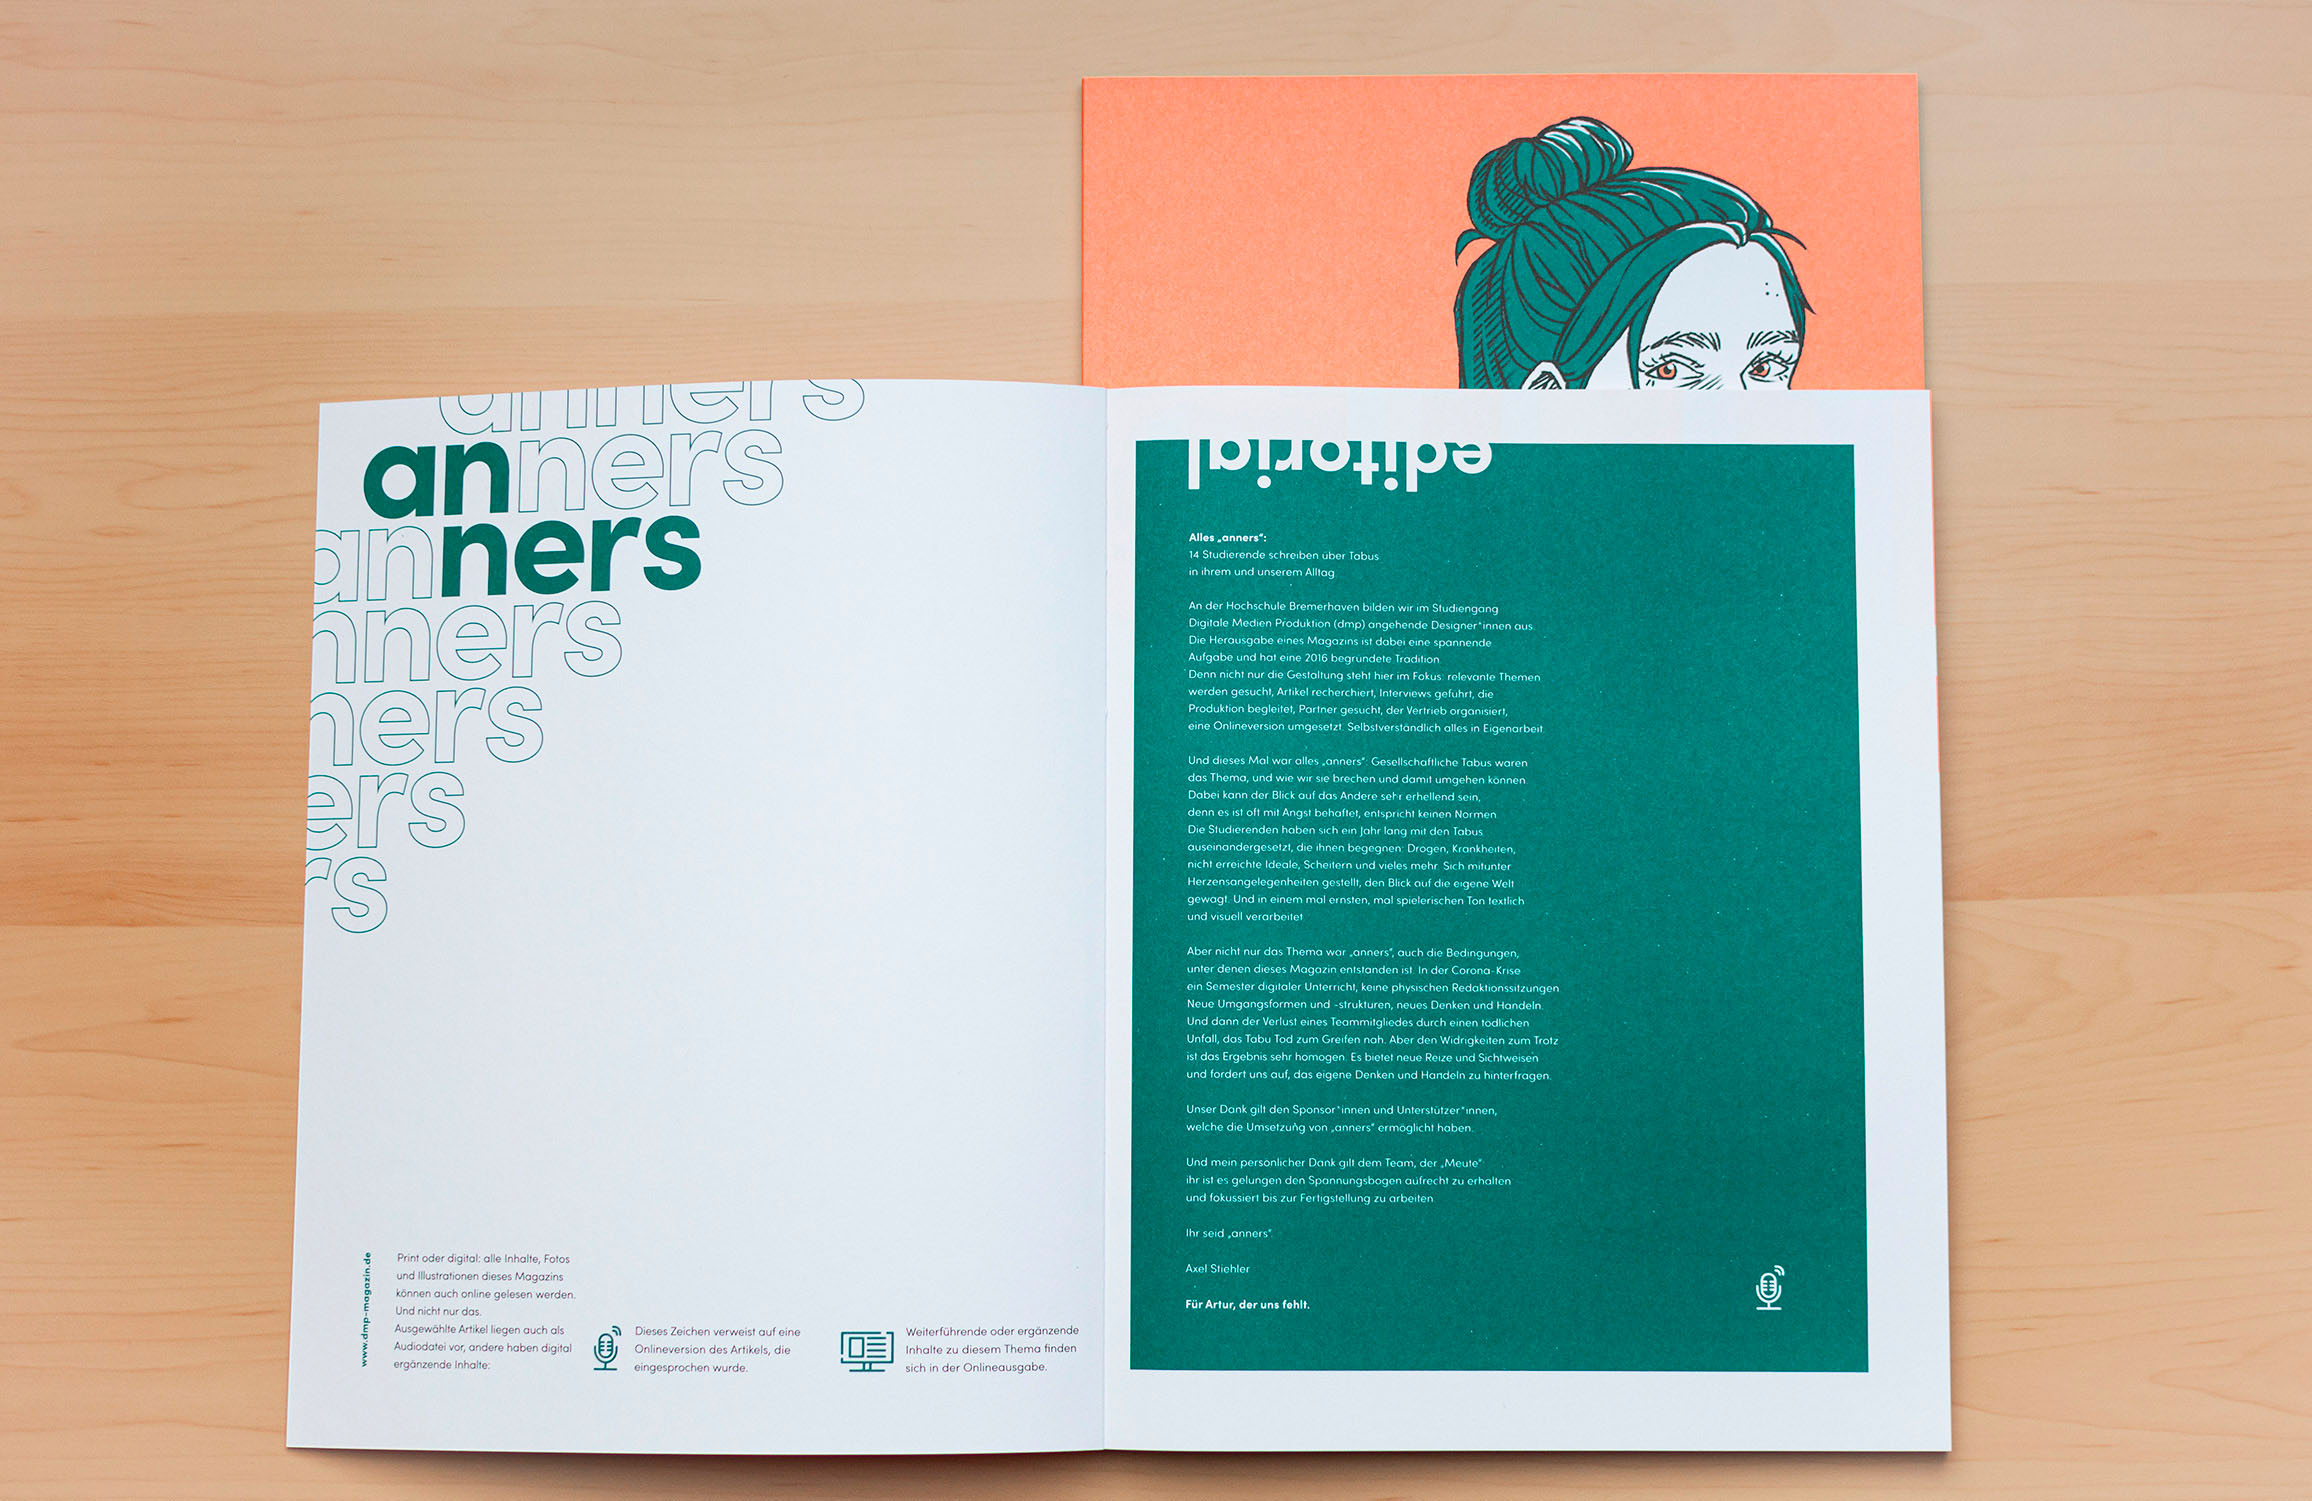 anners
anners
anners
nners
ners
ers
rs
www.dmp-magazin.de
Print oder digital: alle Inhalte, Fotos
und Illustrationen dieses Magazins
können auch online gelesen werden.
Und nicht nur das.
Ausgewählte Artikel liegen auch als
Audiodatei vor, andere haben digital
ergänzende Inhalte:
Dieses Zeichen verweist auf eine
Onlineversion des Artikels, die
eingesprochen wurde.
Weiterführende oder ergänzende
Inhalte zu diesem Thema finden
sich in der Onlineausgabe.
editorial
Alles „anners“:
14 Studierende schreiben über Tabus
in ihrem und unserem Alltag
An der Hochschule Bremerhaven bilden wir im Studiengang
Digitale Medien Produktion (dmp) angehende Designer*innen aus.
Die Herausgabe eines Magazins ist dabei eine spannende
Aufgabe und hat eine 2016 begründete Tradition.
Denn nicht nur die Gestaltung steht hier im Fokus: relevante Themen
werden gesucht, Artikel recherchiert, Interviews geführt, die
Produktion begleitet, Partner gesucht, der Vertrieb organisiert,
eine Onlineversion umgesetzt. Selbstverständlich alles in Eigenarbeit.
Und dieses Mal war alles „anners“: Gesellschaftliche Tabus waren
das Thema, und wie wir sie brechen und damit umgehen können.
Dabei kann der Blick auf das Andere sehr erhellend sein,
denn es ist oft mit Angst behaftet, entspricht keinen Normen.
Die Studierenden haben sich ein Jahr lang mit den Tabus
auseinandergesetzt, die ihnen begegnen: Drogen, Krankheiten,
nicht erreichte Ideale, Scheitern und vieles mehr. Sich mitunter
Herzensangelegenheiten gestellt, den Blick auf die eigene Welt
gewagt. Und in einem mal ernsten, mal spielerischen Ton textlich
und visuell verarbeitet.
Aber nicht nur das Thema war „anners“, auch die Bedingungen,
unter denen dieses Magazin entstanden ist. In der Corona-Krise
ein Semester digitaler Unterricht, keine physischen Redaktionssitzungen.
Neue Umgangsformen und -strukturen, neues Denken und Handeln.
Und dann der Verlust eines Teammitgliedes durch einen tödlichen
Unfall, das Tabu Tod zum Greifen nah. Aber den Widrigkeiten zum Trotz
ist das Ergebnis sehr homogen. Es bietet neue Reize und Sichtweisen
und fordert uns auf, das eigene Denken und Handeln zu hinterfragen.
Unser Dank gilt den Sponsor*innen und Unterstützer*innen,
welche die Umsetzung von „anners“ ermöglicht haben.
Und mein persönlicher Dank gilt dem Team, der „Meute“
ihr ist es gelungen den Spannungsbogen aufrecht zu erhalten
und fokussiert bis zur Fertigstellung zu arbeiten.
Ihr seid „anners“.
Axel Stiehler
Für Artur, der uns fehlt.